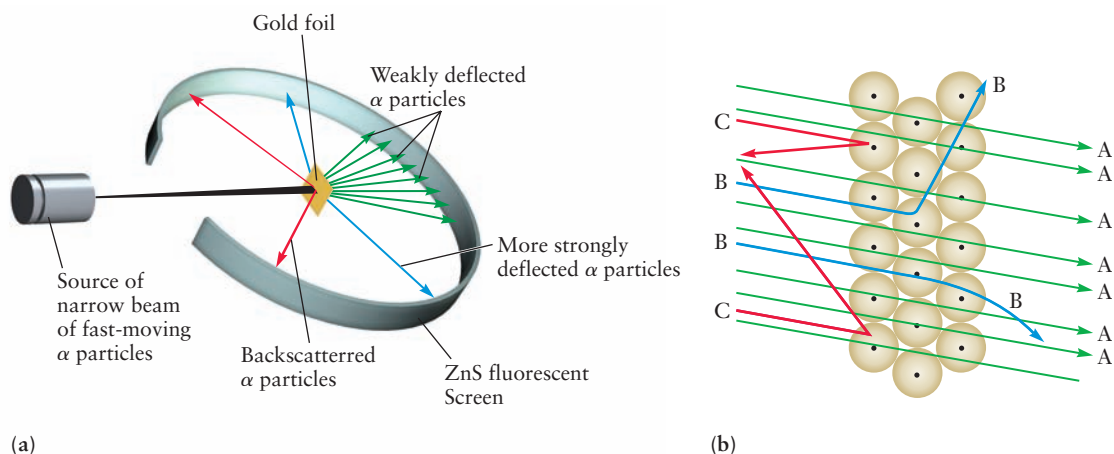 Gold foil
Weakly deflected
α particles
More strongly
deflected α particles
Source of
narrow beam
of fast-moving
α particles
Backscatterred
α particles
ZnS fluorescent
Screen
(a)
B
C
A
A
B
A
B
A
A
B
C
A
A
(b)